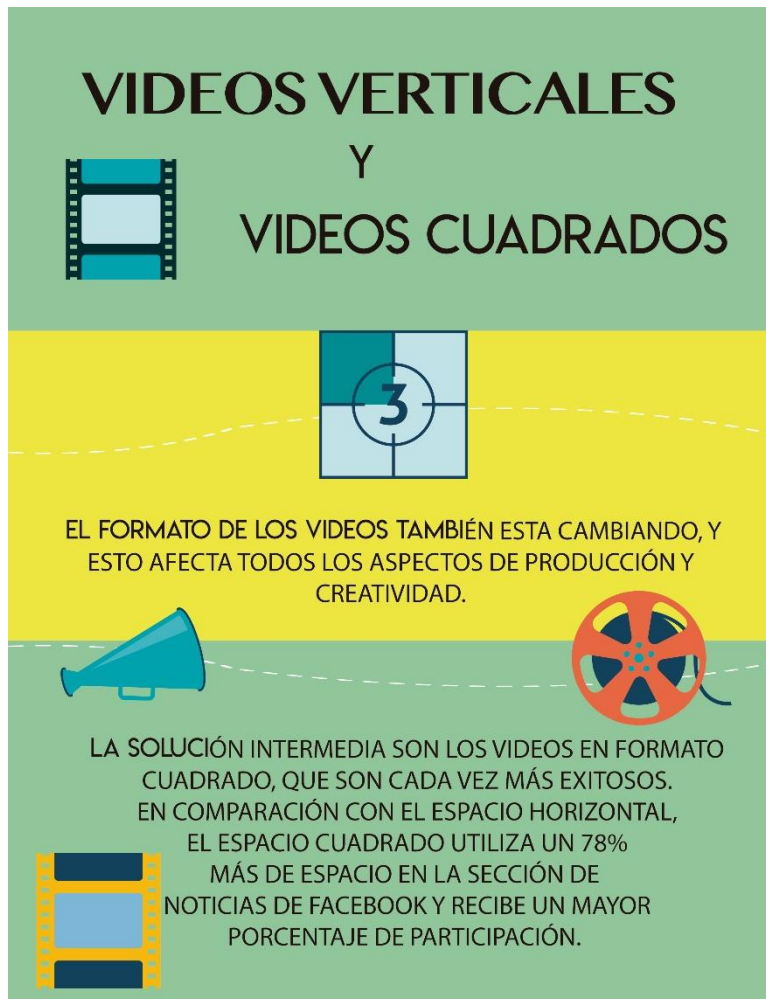 VIDEOS VERTICALES
Y
VIDEOS CUADRADOS
3
EL FORMATO DE LOS VIDEOS TAMBIÉN ESTA CAMBIANDO, Y
ESTO AFECTA TODOS LOS ASPECTOS DE PRODUCCIÓN Y
CREATIVIDAD.
LA SOLUCIÓN INTERMEDIA SON LOS VIDEOS EN FORMATO
CUADRADO, QUE SON CADA VEZ MÁS EXITOSOS.
EN COMPARACIÓN CON EL ESPACIO HORIZONTAL,
EL ESPACIO CUADRADO UTILIZA UN 78%
MÁS DE ESPACIO EN LA SECCIÓN DE
NOTICIAS DE FACEBOOK Y RECIBE UN MAYOR
PORCENTAJE DE PARTICIPACIÓN.